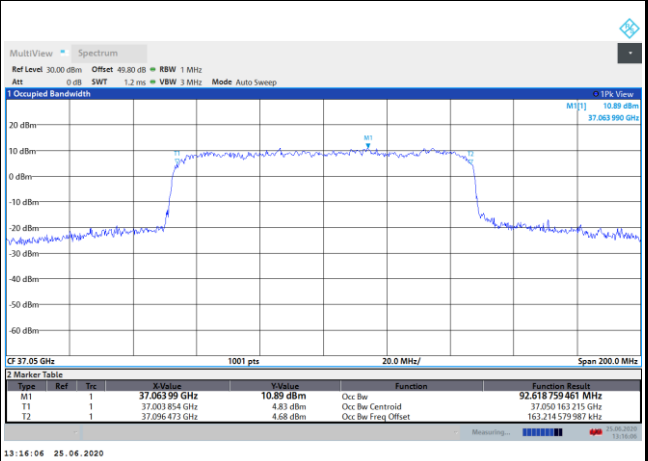 MultiView Spectrum
Ref Level 30.00 dBm Offset 49.80 dB RBW 1 MHz
Att 0 dB SWT 1.2 ms VBW 3 MHz Mode Auto Sweep
1 Occupied Bandwidth 1Pk View
M1[1] 10.89 dBm
37.063 990 GHz
20 dBm
M1
10 dBm
T1 T2
0 dBm
-10 dBm
-20 dBm
-30 dBm
-40 dBm
-50 dBm
-60 dBm
CF 37.05 GHz 1001 pts 20.0 MHz/ Span 200.0 MHz
2 Marker Table
Type Ref Trc X-Value Y-Value Function Function Result
M1 1 37.063 99 GHz 10.89 dBm Occ Bw 92.618 759 461 MHz
T1 1 37.003 854 GHz 4.83 dBm Occ Bw Centroid 37.050 163 215 GHz
T2 1 37.096 473 GHz 4.68 dBm Occ Bw Freq Offset 163.214 579 987 kHz
Measuring... 25.06.2020
13:16:06
13:16:06 25.06.2020